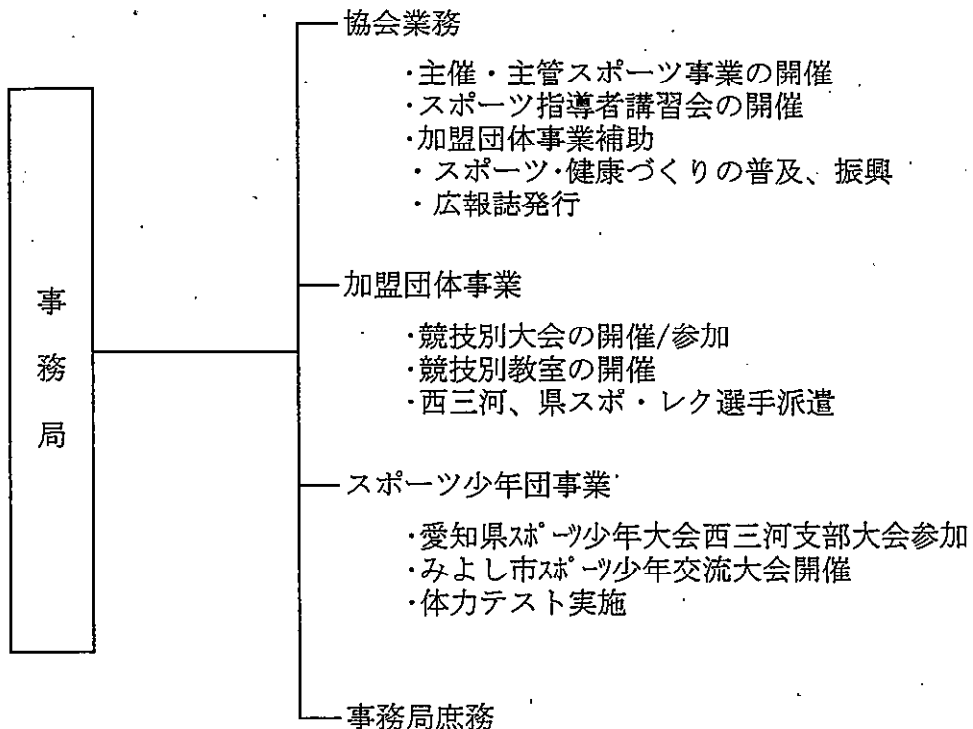 協会業務
・主催・主管スポーツ事業の開催
・スポーツ指導者講習会の開催
・加盟団体事業補助
・スポーツ・健康づくりの普及、振興
・広報誌発行
事務局
加盟団体事業
・競技別大会の開催/参加
・競技別教室の開催
・西三河、県スポ・レク選手派遣
スポーツ少年団事業
・愛知県ｽﾎﾟｰﾂ少年大会西三河支部大会参加
・みよし市ｽﾎﾟｰﾂ少年交流大会開催
・体力テスト実施
事務局庶務